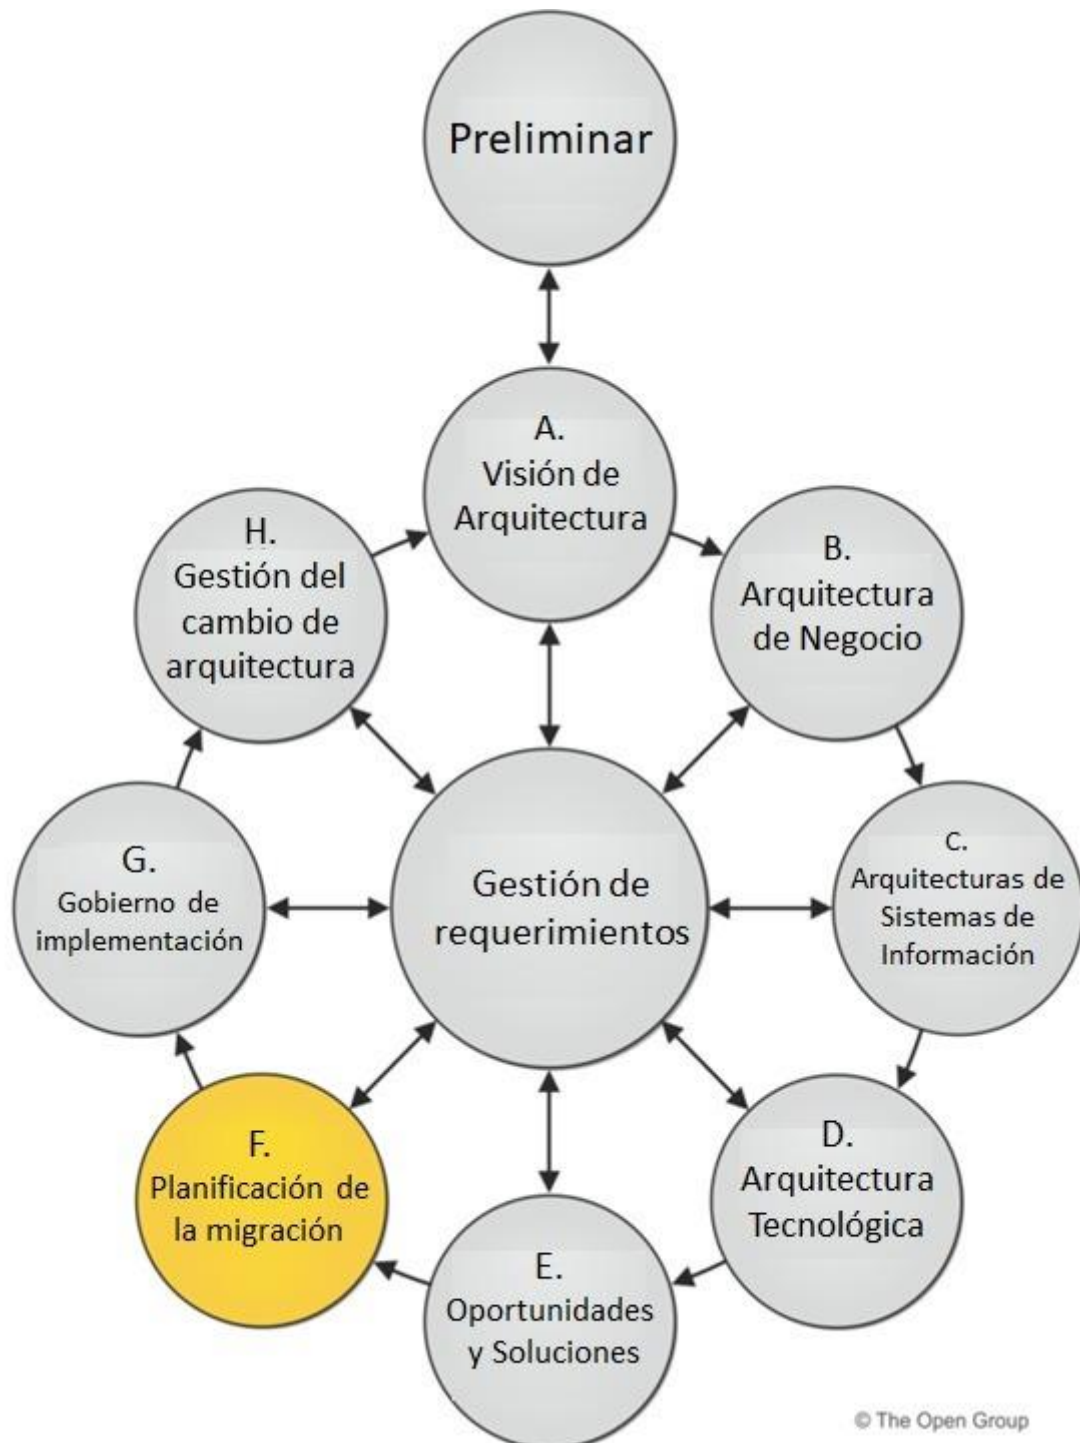 Preliminar
A.
Visión de
Arquitectura
B.
Arquitectura
de Negocio
C.
Arquitecturas de
Sistemas de
Información
D.
Arquitectura
Tecnológica
E.
Oportunidades
y Soluciones
F.
Planificación de
la migración
G.
Gobierno de
implementación
H.
Gestión del
cambio de
arquitectura
Gestión de
requerimientos
© The Open Group